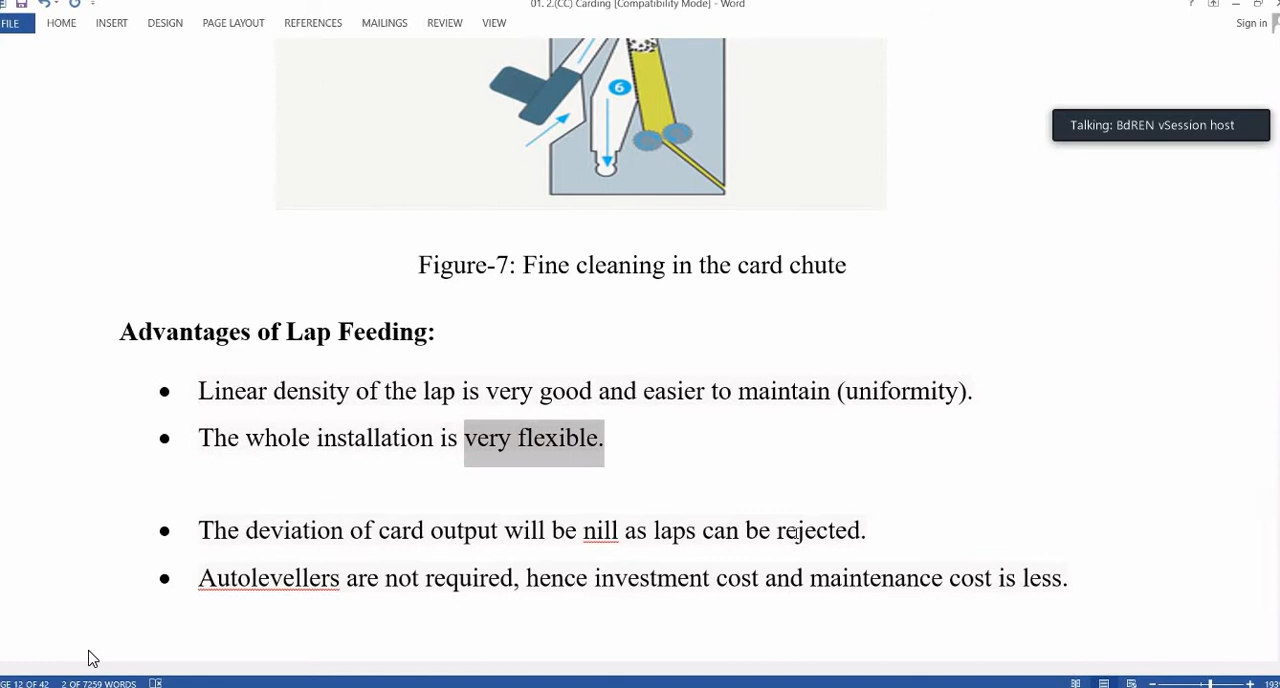 01. 2.(CC) Carding [Compatibility Mode] - Word
FILE HOME INSERT DESIGN PAGE LAYOUT REFERENCES MAILINGS REVIEW VIEW Sign in
6
Talking: BdREN vSession host
Figure-7: Fine cleaning in the card chute
Advantages of Lap Feeding:
• Linear density of the lap is very good and easier to maintain (uniformity).
• The whole installation is very flexible.
• The deviation of card output will be nill as laps can be rejected.
• Autolevellers are not required, hence investment cost and maintenance cost is less.
GE 12 OF 42 2 OF 7259 WORDS